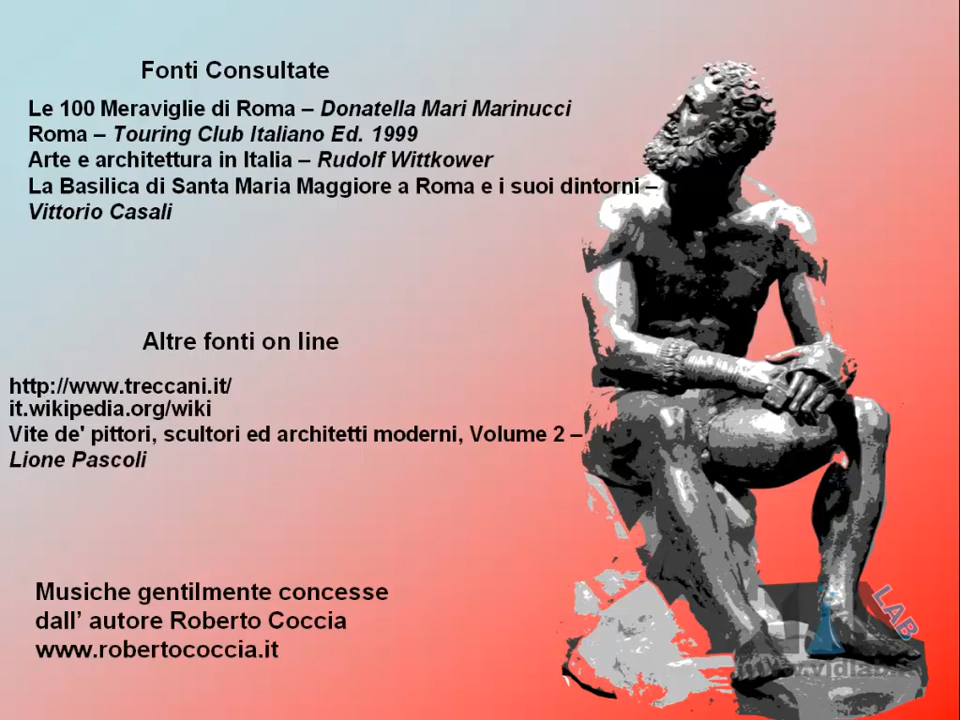 Fonti Consultate
Le 100 Meraviglie di Roma – Donatella Mari Marinucci
Roma – Touring Club Italiano Ed. 1999
Arte e architettura in Italia – Rudolf Wittkower
La Basilica di Santa Maria Maggiore a Roma e i suoi dintorni –
Vittorio Casali
Altre fonti on line
http://www.treccani.it/
it.wikipedia.org/wiki
Vite de' pittori, scultori ed architetti moderni, Volume 2 –
Lione Pascoli
Musiche gentilmente concesse
dall’ autore Roberto Coccia
www.robertococcia.it
LAB